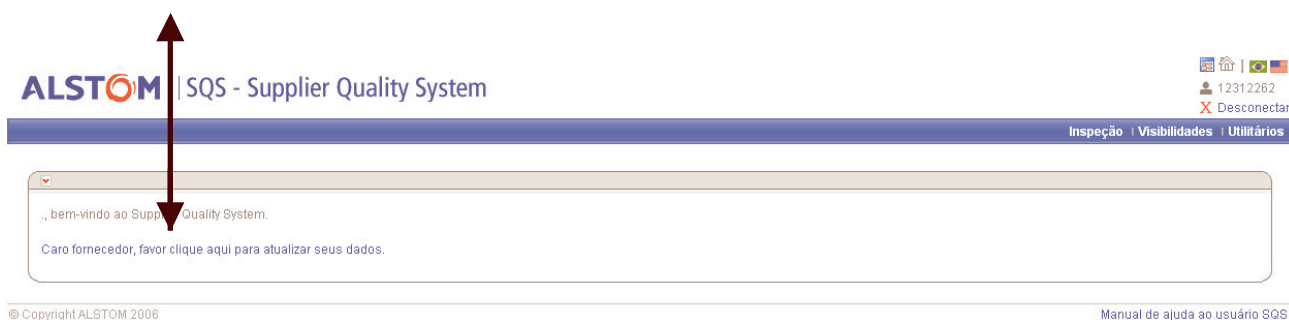 ALSTOM | SQS - Supplier Quality System
12312262
X Desconectar
Inspeção | Visibilidades | Utilitários
., bem-vindo ao Supplier Quality System.
Caro fornecedor, favor clique aqui para atualizar seus dados.
© Copyright ALSTOM 2006
Manual de ajuda ao usuário SQS